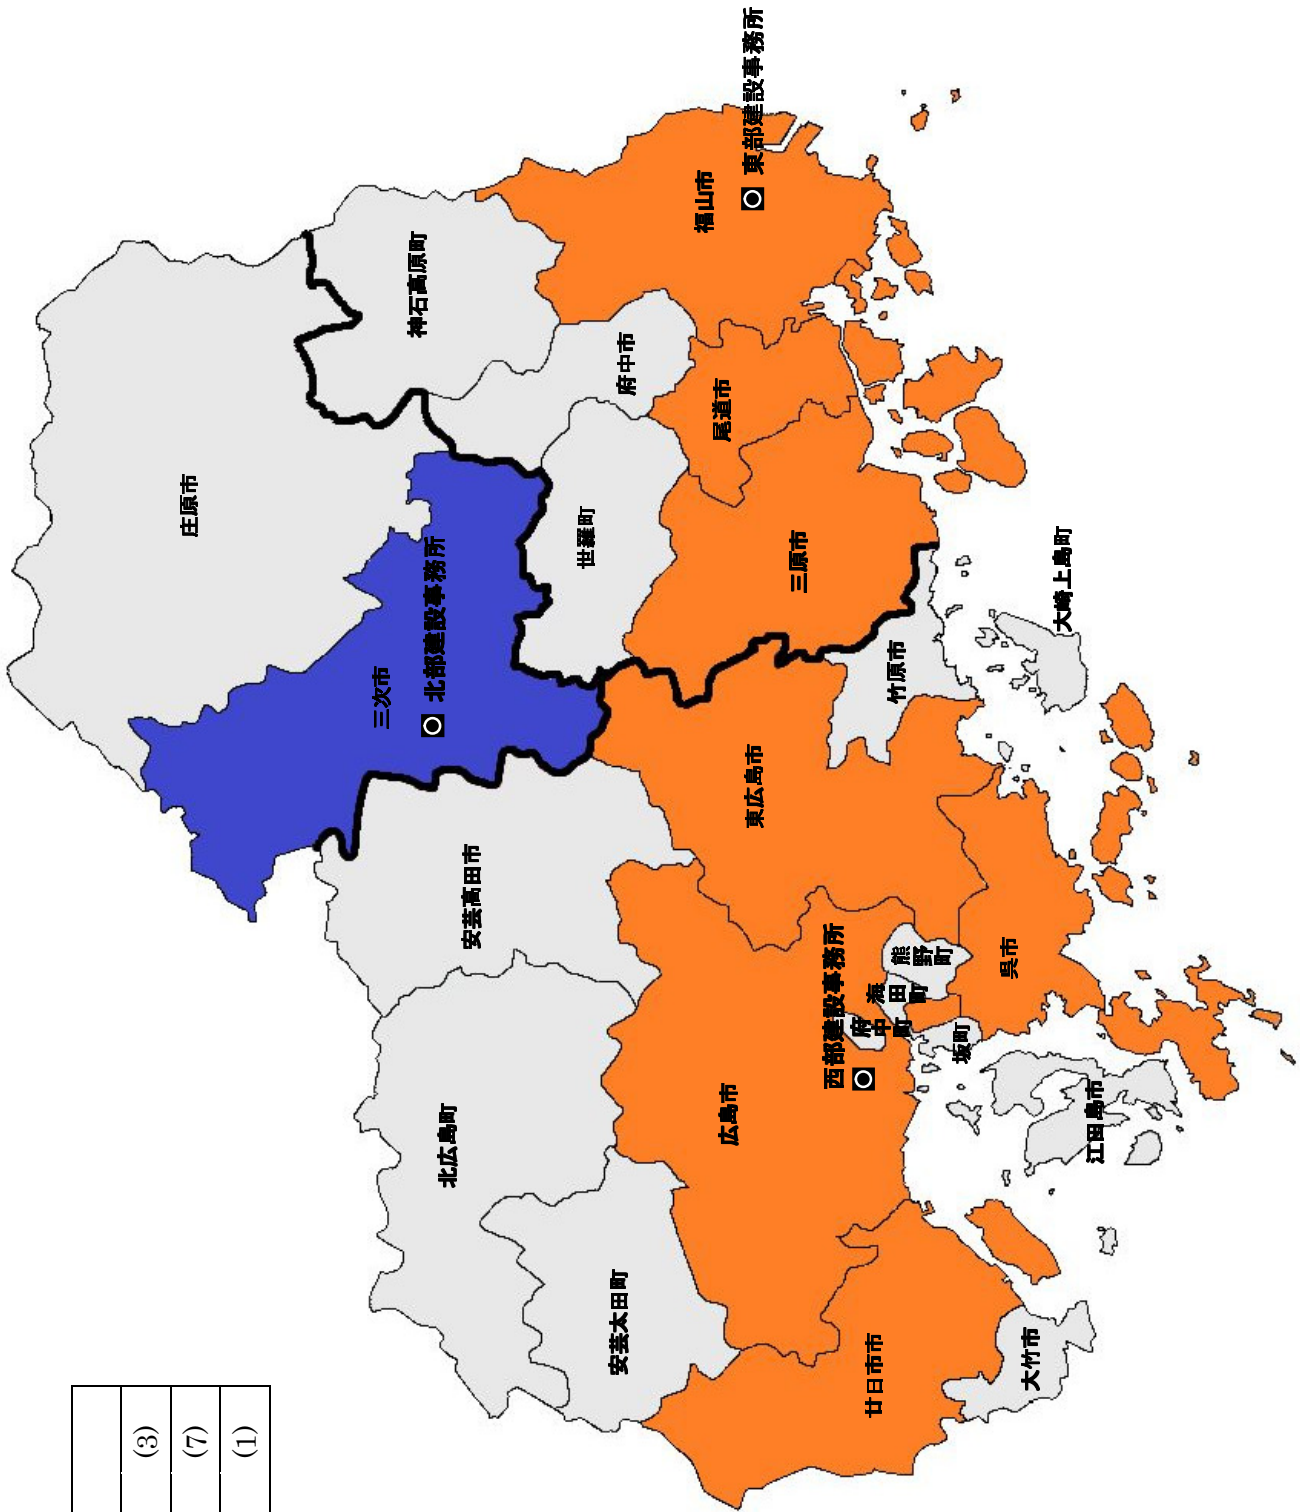 庄原市
神石高原町
三次市
北部建設事務所
府中市
世羅町
福山市
東部建設事務所
尾道市
三原市
安芸高田市
北広島町
安芸太田町
東広島市
竹原市
大崎上島町
広島市
西部建設事務所
府中町
海田町
熊野町
坂町
呉市
江田島市
廿日市市
大竹市
(3)
(7)
(1)